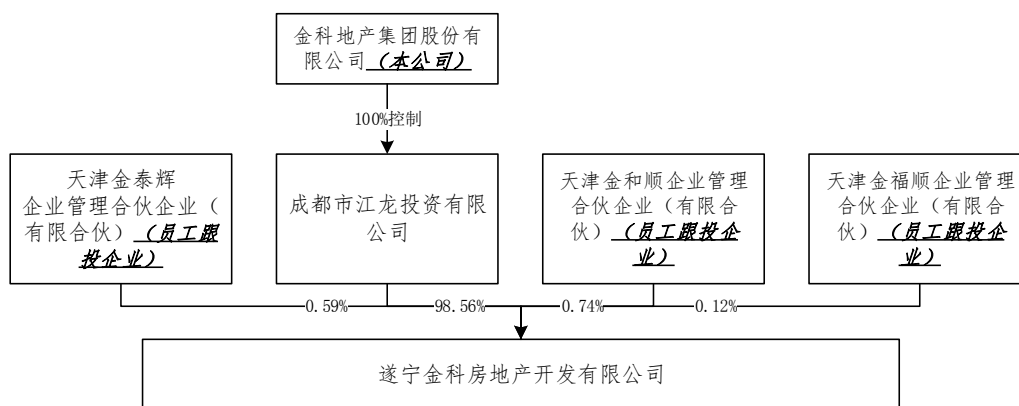 金科地产集团股份有
限公司（本公司）
100%控制
天津金泰辉
企业管理合伙企业（
有限合伙）（员工跟
投企业）
成都市江龙投资有限
公司
天津金和顺企业管理
合伙企业（有限合
伙）（员工跟投企
业）
天津金福顺企业管理
合伙企业（有限合
伙）（员工跟投企
业）
0.59%
98.56%
0.74%
0.12%
遂宁金科房地产开发有限公司